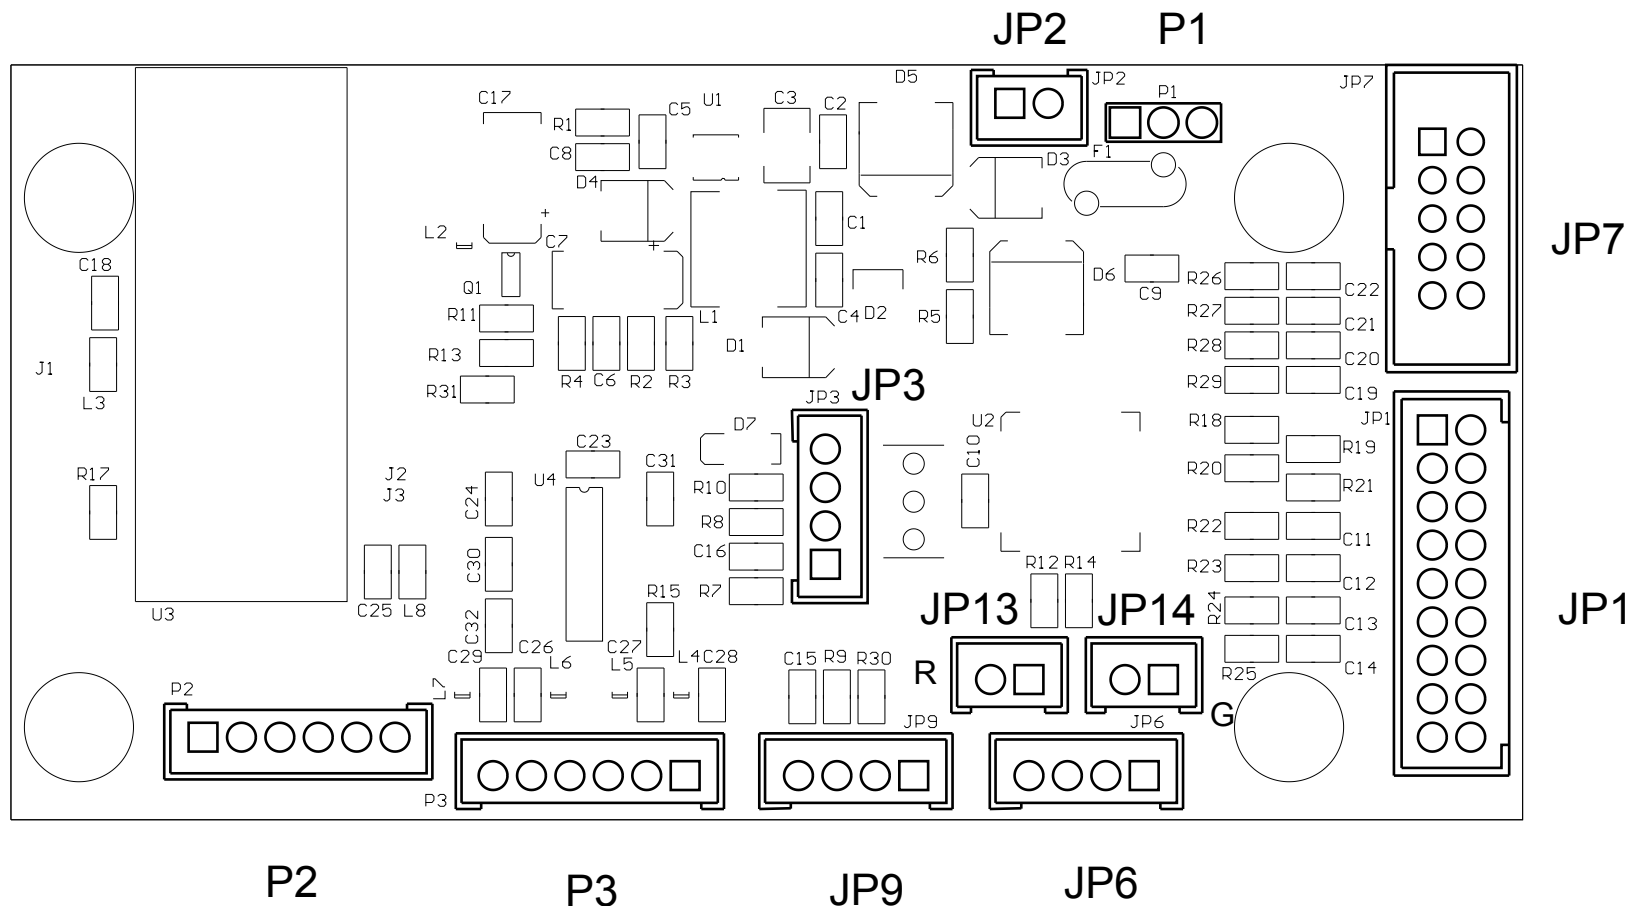 JP2 P1
D5 JP2 JP7
C17 C5 U1 C3 C2 P1
R1
C8 D3 F1
D4
+
C1
L2 C7 + JP7
R6
C18 D6 R26
Q1 C9 C22
R11 L1 C4 D2 R5 R27
C21
D1 R28
R13 C20
J1 R4 C6 R2 R3 JP3 R29
R31 C19
L3 JP3 U2 R18 JP1
D7
C23 C10 R19
C31 R20
R17 J2 U4 R10 R21
J3 C24
R8 R22
C16 C11
C30 R12 R14 R23
R7 C12
C25 L8 R15 JP13 JP14 R24 JP1
U3 C32 C13
C29 C26 L6 C27 L5 L4 C28 C15 R9 R30 R R25 C14
P2 L7
JP9 JP6 G
P3
P2 P3 JP9 JP6